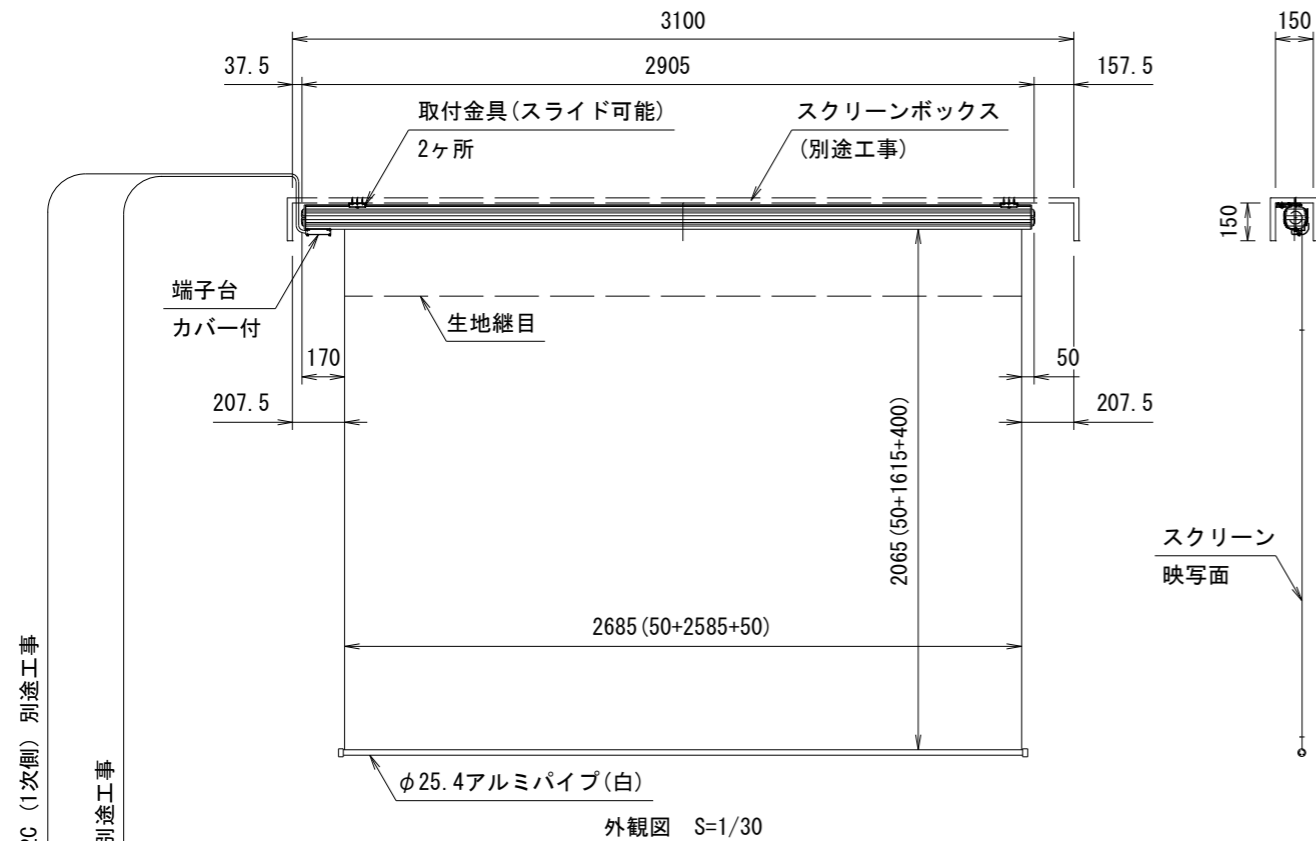 3100
150
37.5
2905
157.5
取付金具(スライド可能)
2ヶ所
スクリーンボックス
(別途工事)
150
端子台
カバー付
生地継目
170
50
207.5
207.5
2065(50+1615+400)
スクリーン
映写面
2685(50+2585+50)
2C (1次側) 別途工事
別途工事
φ25.4アルミパイプ(白)
外観図 S=1/30